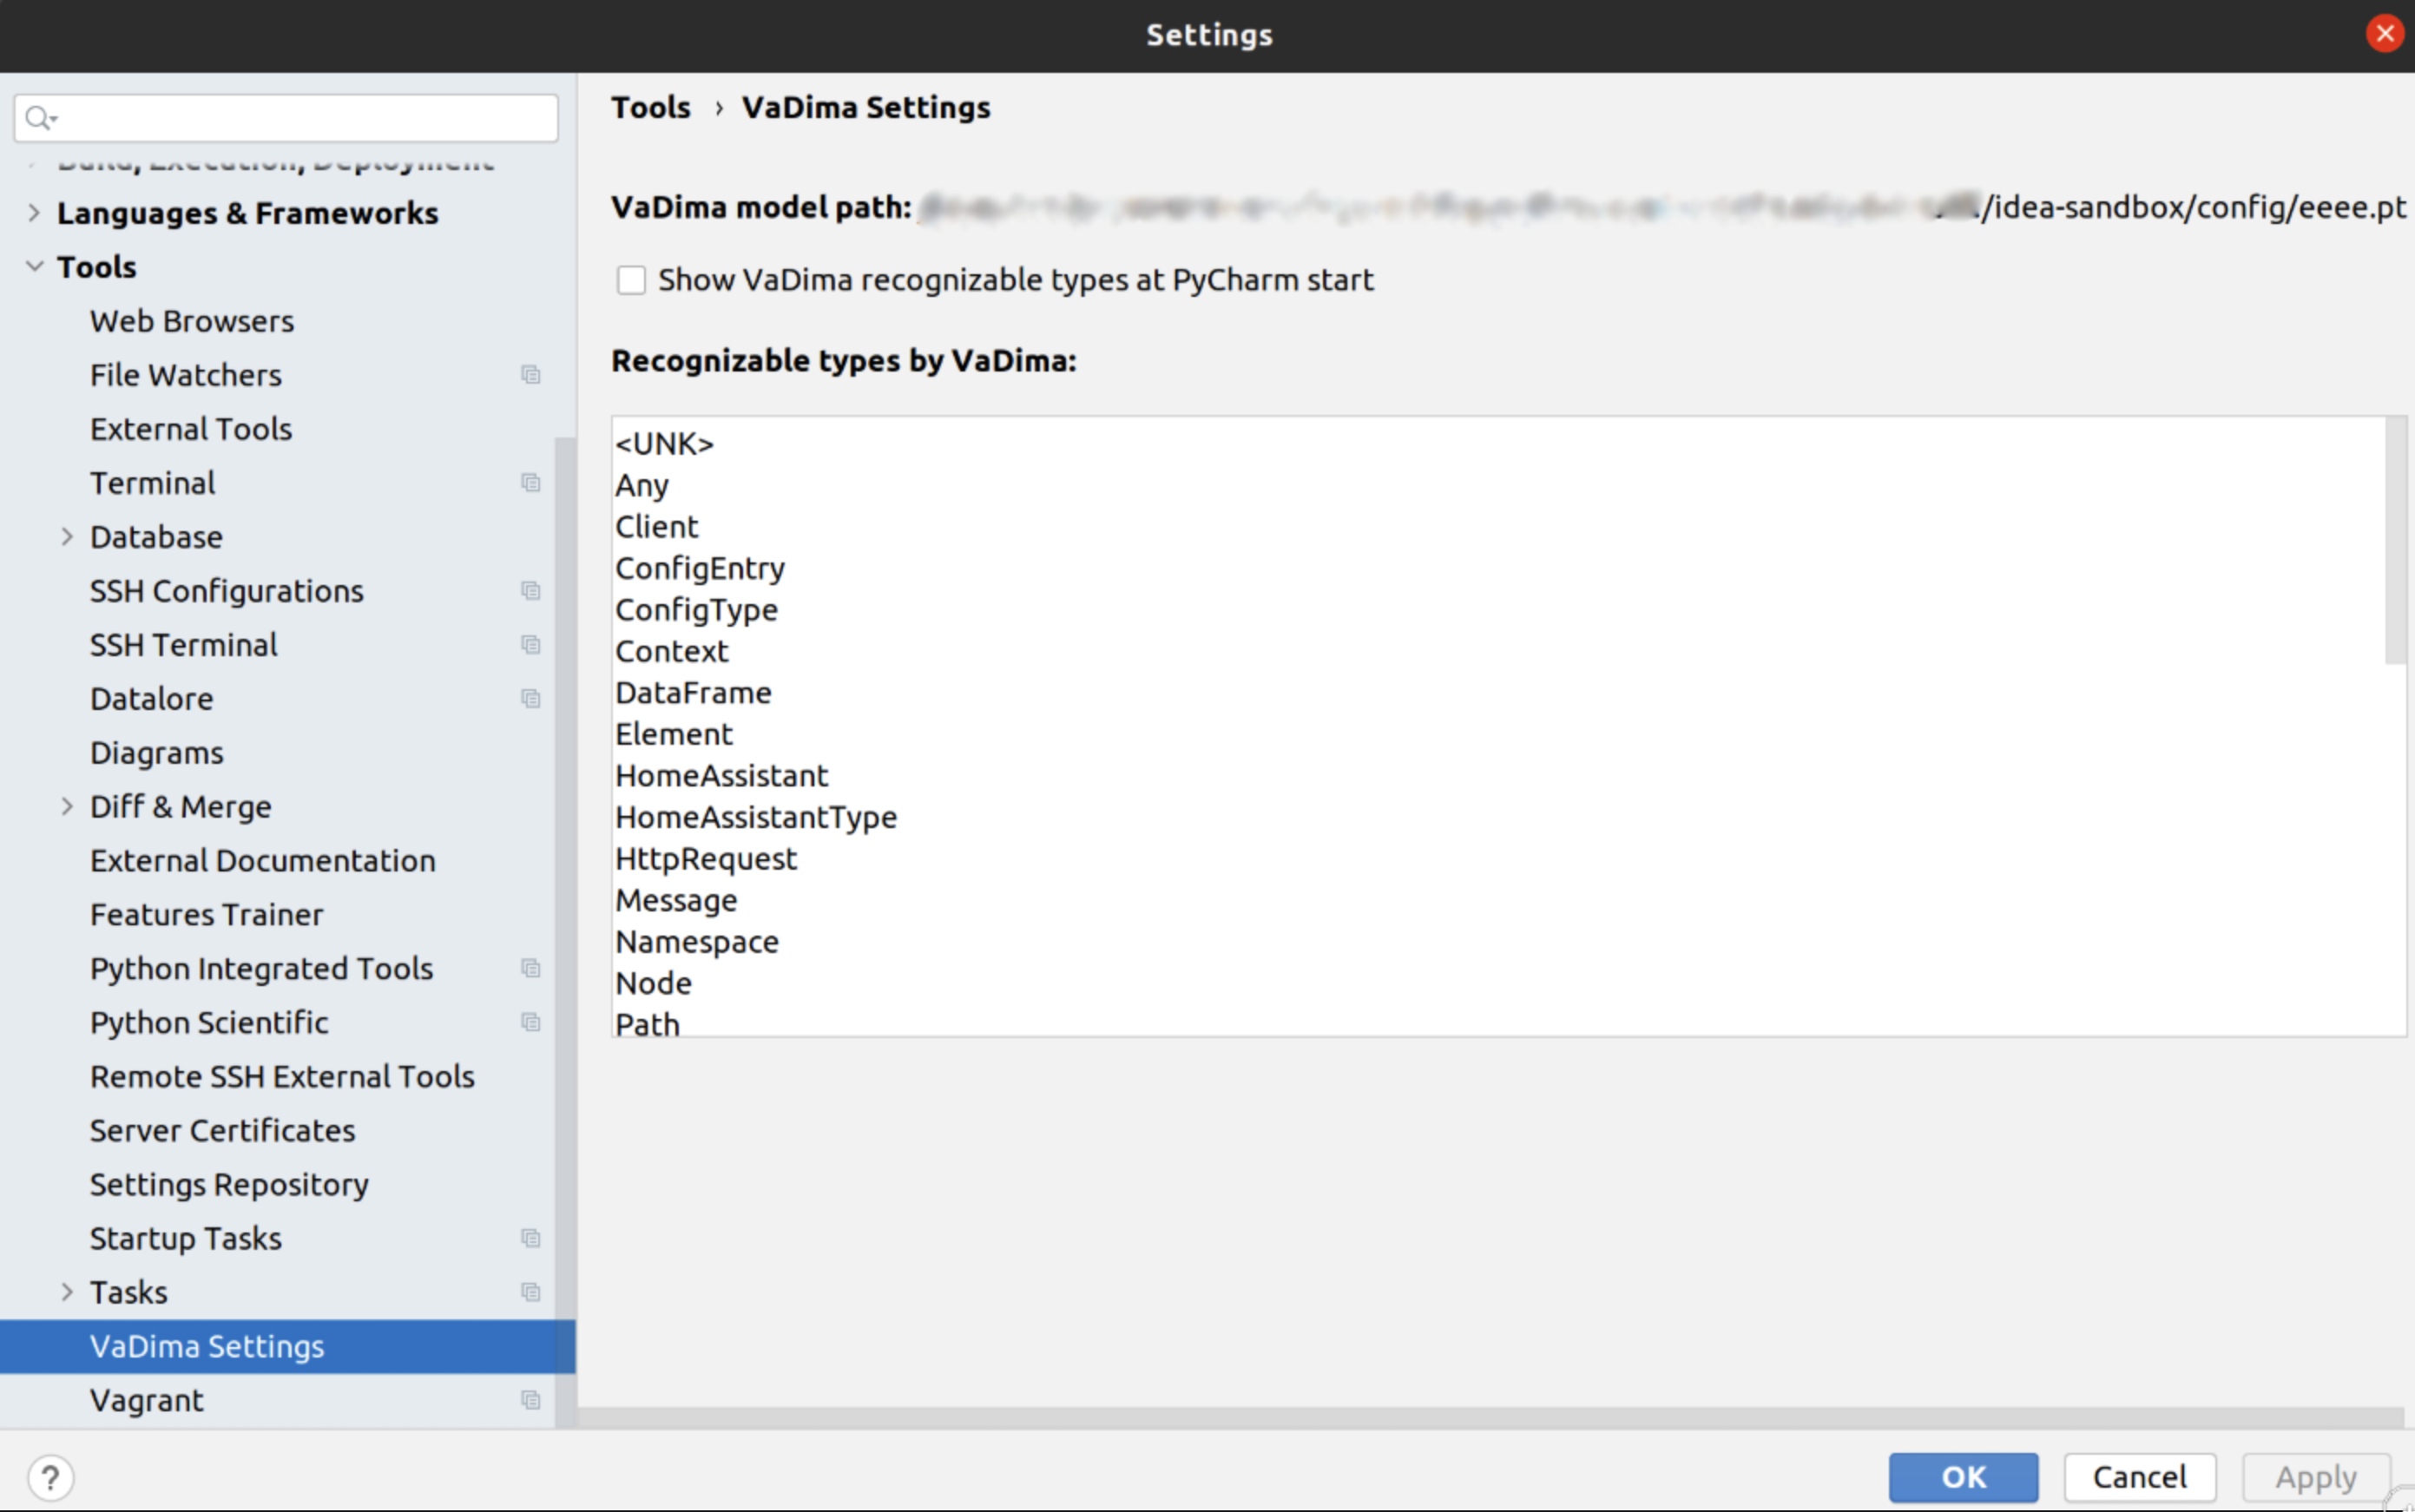 Settings
Build, Execution, Deployment
Languages & Frameworks
Tools
Web Browsers
File Watchers
External Tools
Terminal
Database
SSH Configurations
SSH Terminal
Datalore
Diagrams
Diff & Merge
External Documentation
Features Trainer
Python Integrated Tools
Python Scientific
Remote SSH External Tools
Server Certificates
Settings Repository
Startup Tasks
Tasks
VaDima Settings
Vagrant
Tools › VaDima Settings
VaDima model path: /idea-sandbox/config/eeee.pt
Show VaDima recognizable types at PyCharm start
Recognizable types by VaDima:
<UNK>
Any
Client
ConfigEntry
ConfigType
Context
DataFrame
Element
HomeAssistant
HomeAssistantType
HttpRequest
Message
Namespace
Node
Path
?
OK
Cancel
Apply